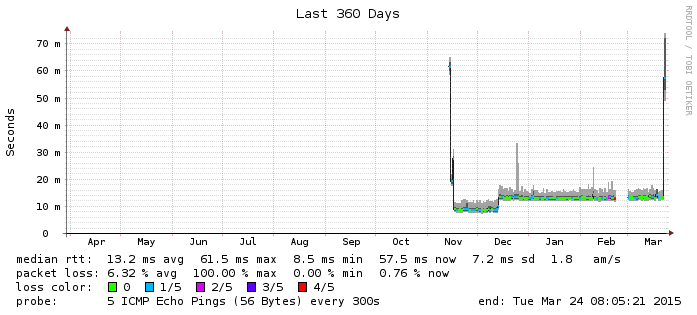 Last 360 Days
RRDTOOL / TOBI OETIKER
Seconds
70 m
60 m
50 m
40 m
30 m
20 m
10 m
0
Apr May Jun Jul Aug Sep Oct Nov Dec Jan Feb Mar
median rtt: 13.2 ms avg 61.5 ms max 8.5 ms min 57.5 ms now 7.2 ms sd 1.8 am/s
packet loss: 6.32 % avg 100.00 % max 0.00 % min 0.76 % now
loss color: 0 1/5 2/5 3/5 4/5
probe: 5 ICMP Echo Pings (56 Bytes) every 300s end: Tue Mar 24 08:05:21 2015